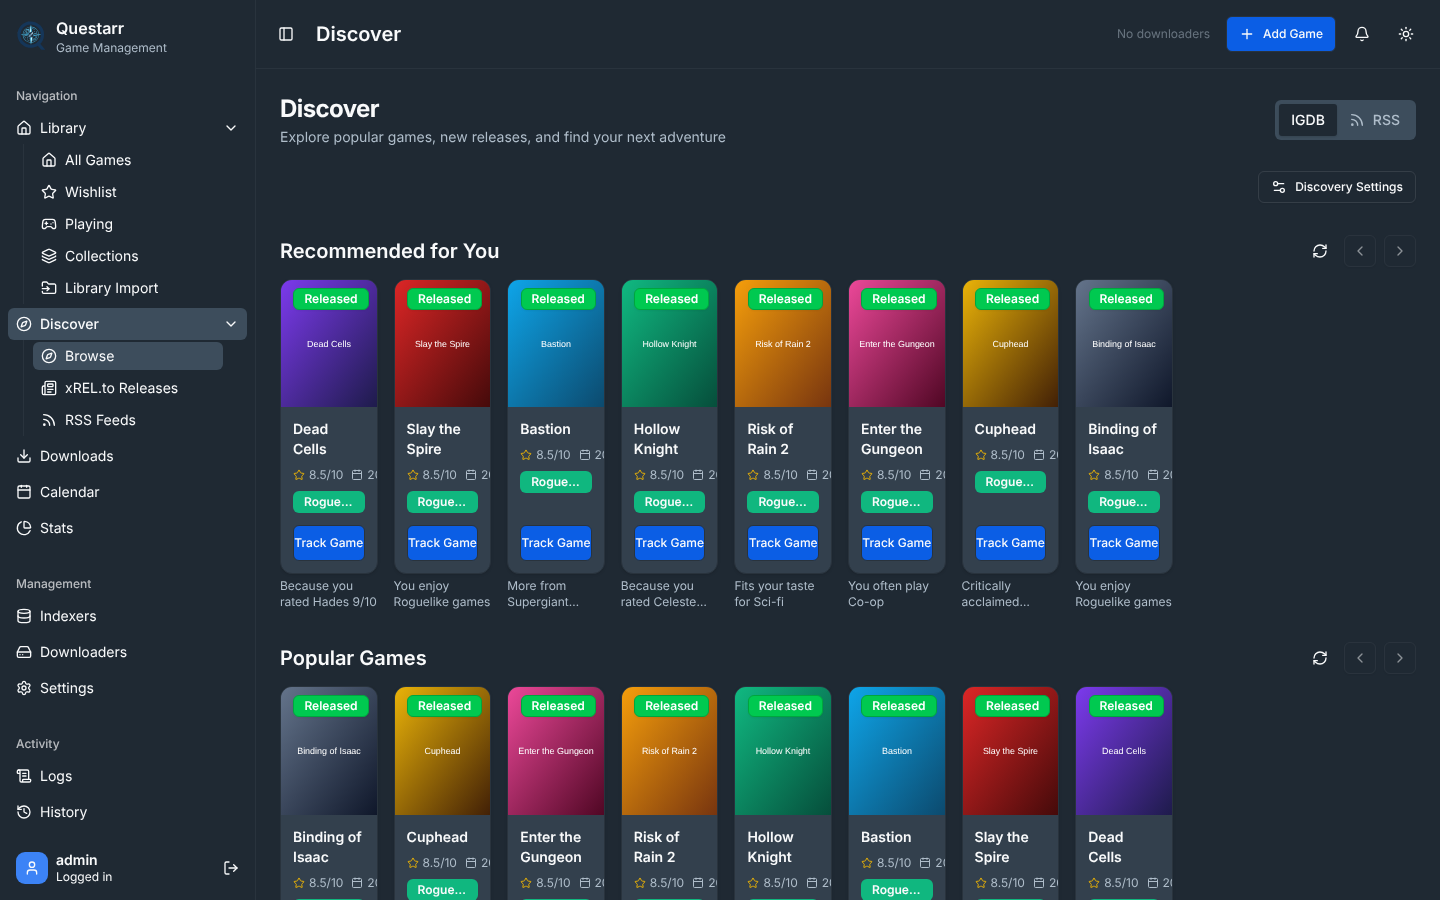 Questarr
Game Management
Navigation
Library
All Games
Wishlist
Playing
Collections
Library Import
Discover
Browse
xREL.to Releases
RSS Feeds
Downloads
Calendar
Stats
Management
Indexers
Downloaders
Settings
Activity
Logs
History
admin
Logged in
Discover
No downloaders
Add Game
Discover
Explore popular games, new releases, and find your next adventure
IGDB
RSS
Discovery Settings
Recommended for You
Released
Dead Cells
Dead
Cells
8.5/10
Rogue...
Track Game
Because you
rated Hades 9/10
Released
Slay the Spire
Slay the
Spire
8.5/10
Rogue...
Track Game
You enjoy
Roguelike games
Released
Bastion
Bastion
8.5/10
Rogue...
Track Game
More from
Supergiant...
Released
Hollow Knight
Hollow
Knight
8.5/10
Rogue...
Track Game
Because you
rated Celeste...
Released
Risk of Rain 2
Risk of
Rain 2
8.5/10
Rogue...
Track Game
Fits your taste
for Sci-fi
Released
Enter the Gungeon
Enter the
Gungeon
8.5/10
Rogue...
Track Game
You often play
Co-op
Released
Cuphead
Cuphead
8.5/10
Rogue...
Track Game
Critically
acclaimed...
Released
Binding of Isaac
Binding of
Isaac
8.5/10
Rogue...
Track Game
You enjoy
Roguelike games
Popular Games
Released
Binding of Isaac
Binding of
Isaac
8.5/10
Released
Cuphead
Cuphead
8.5/10
Rogue...
Released
Enter the Gungeon
Enter the
Gungeon
8.5/10
Released
Risk of Rain 2
Risk of
Rain 2
8.5/10
Released
Hollow Knight
Hollow
Knight
8.5/10
Released
Bastion
Bastion
8.5/10
Rogue...
Released
Slay the Spire
Slay the
Spire
8.5/10
Released
Dead Cells
Dead
Cells
8.5/10